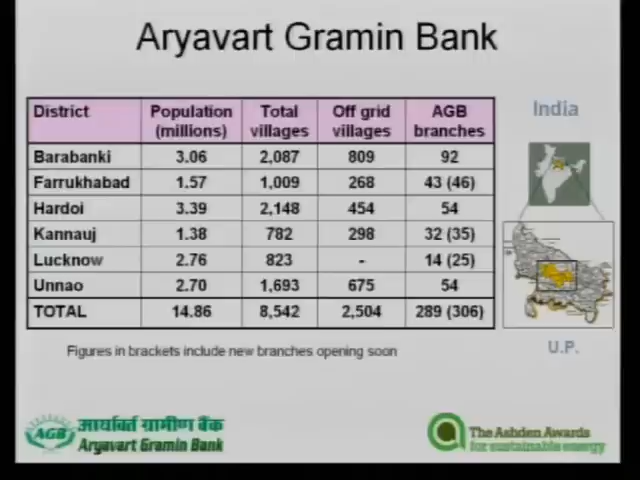 Aryavart Gramin Bank
District Population (millions) Total villages Off grid villages AGB branches
Barabanki 3.06 2,087 809 92
Farrukhabad 1.57 1,009 268 43 (46)
Hardoi 3.39 2,148 454 54
Kannauj 1.38 782 298 32 (35)
Lucknow 2.76 823 - 14 (25)
Unnao 2.70 1,693 675 54
TOTAL 14.86 8,542 2,504 289 (306)
Figures in brackets include new branches opening soon
India
U.P.
AGB
आर्यावर्त ग्रामीण बैंक
Aryavart Gramin Bank
The Ashden Awards
for sustainable energy